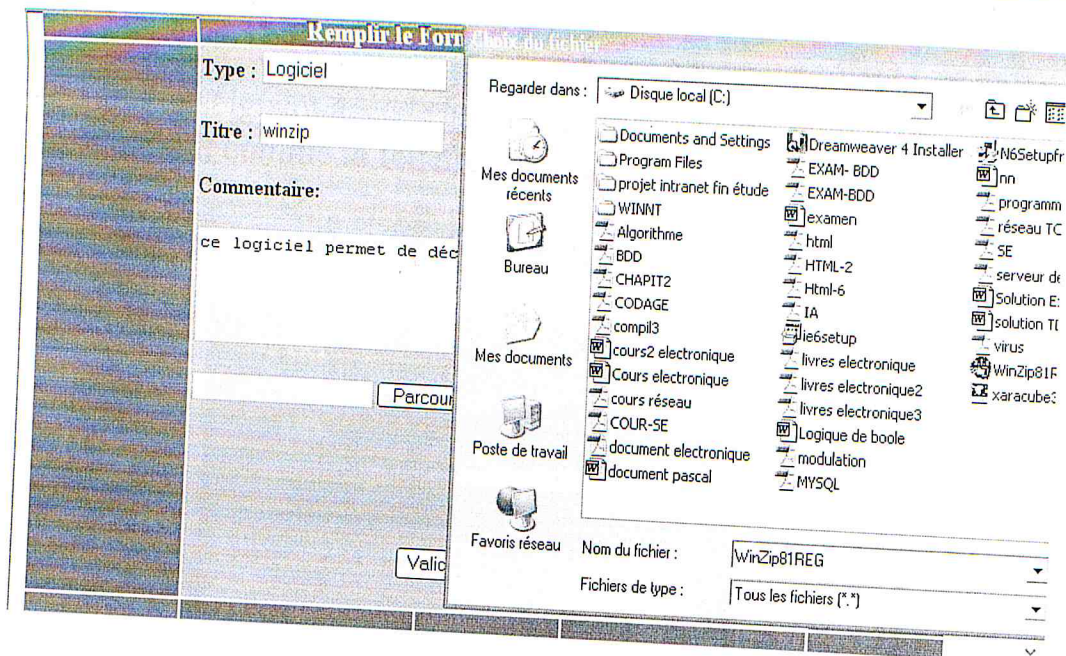 Remplir le Form
Choix du fichier
Type : Logiciel
Titre : winzip
Commentaire:
ce logiciel permet de déc
Parcour
Valid
Regarder dans :
Disque local (C:)
Mes documents
récents
Bureau
Mes documents
Poste de travail
Favoris réseau
Documents and Settings
Program Files
projet intranet fin étude
WINNT
Algorithme
BDD
CHAPIT2
CODAGE
compil3
cours2 electronique
Cours electronique
cours réseau
COUR-SE
document electronique
document pascal
Dreamweaver 4 Installer
EXAM- BDD
EXAM-BDD
examen
html
HTML-2
Html-6
IA
ie6setup
livres electronique
livres electronique2
livres electronique3
Logique de boole
modulation
MYSQL
N6Setupfr
nn
programm
réseau TC
SE
serveur de
Solution E
solution T
virus
WinZip81R
xaracube3
Nom du fichier :
WinZip81REG
Fichiers de type :
Tous les fichiers (*.*)